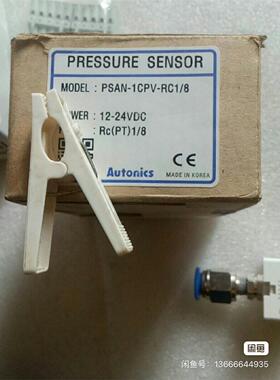 PRESSURE SENSOR
MODEL : PSAN-1CPV-RC1/8
POWER : 12-24VDC
: Rc(PT)1/8
Autonics
CE
MADE IN KOREA
闲鱼
闲鱼号:13666644935